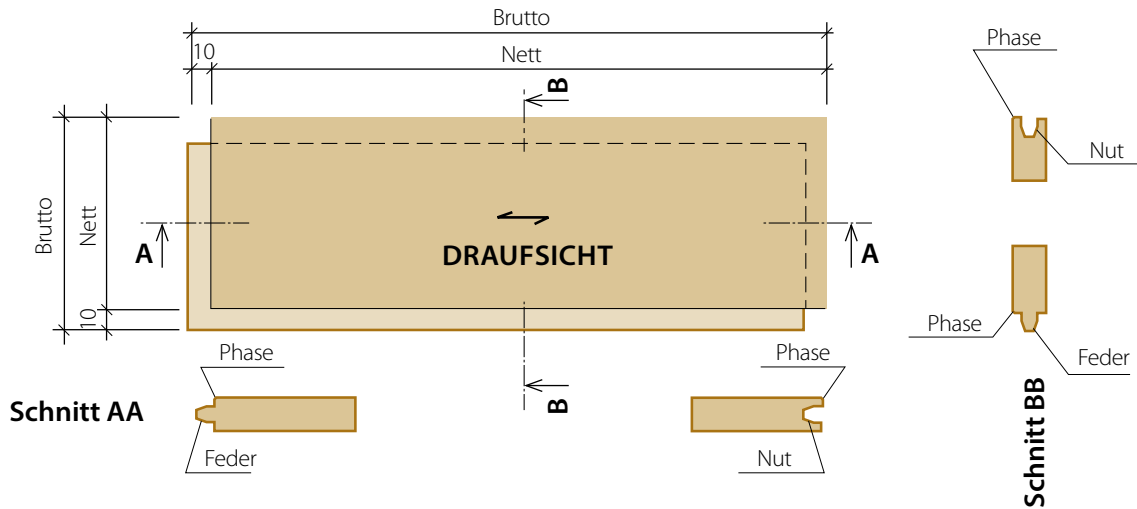 Brutto
10
Nett
B
Phase
Nut
Brutto
Nett
A
DRAUFSICHT
A
10
Phase
Phase
Phase
Feder
Schnitt AA
B
Feder
Nut
Schnitt BB